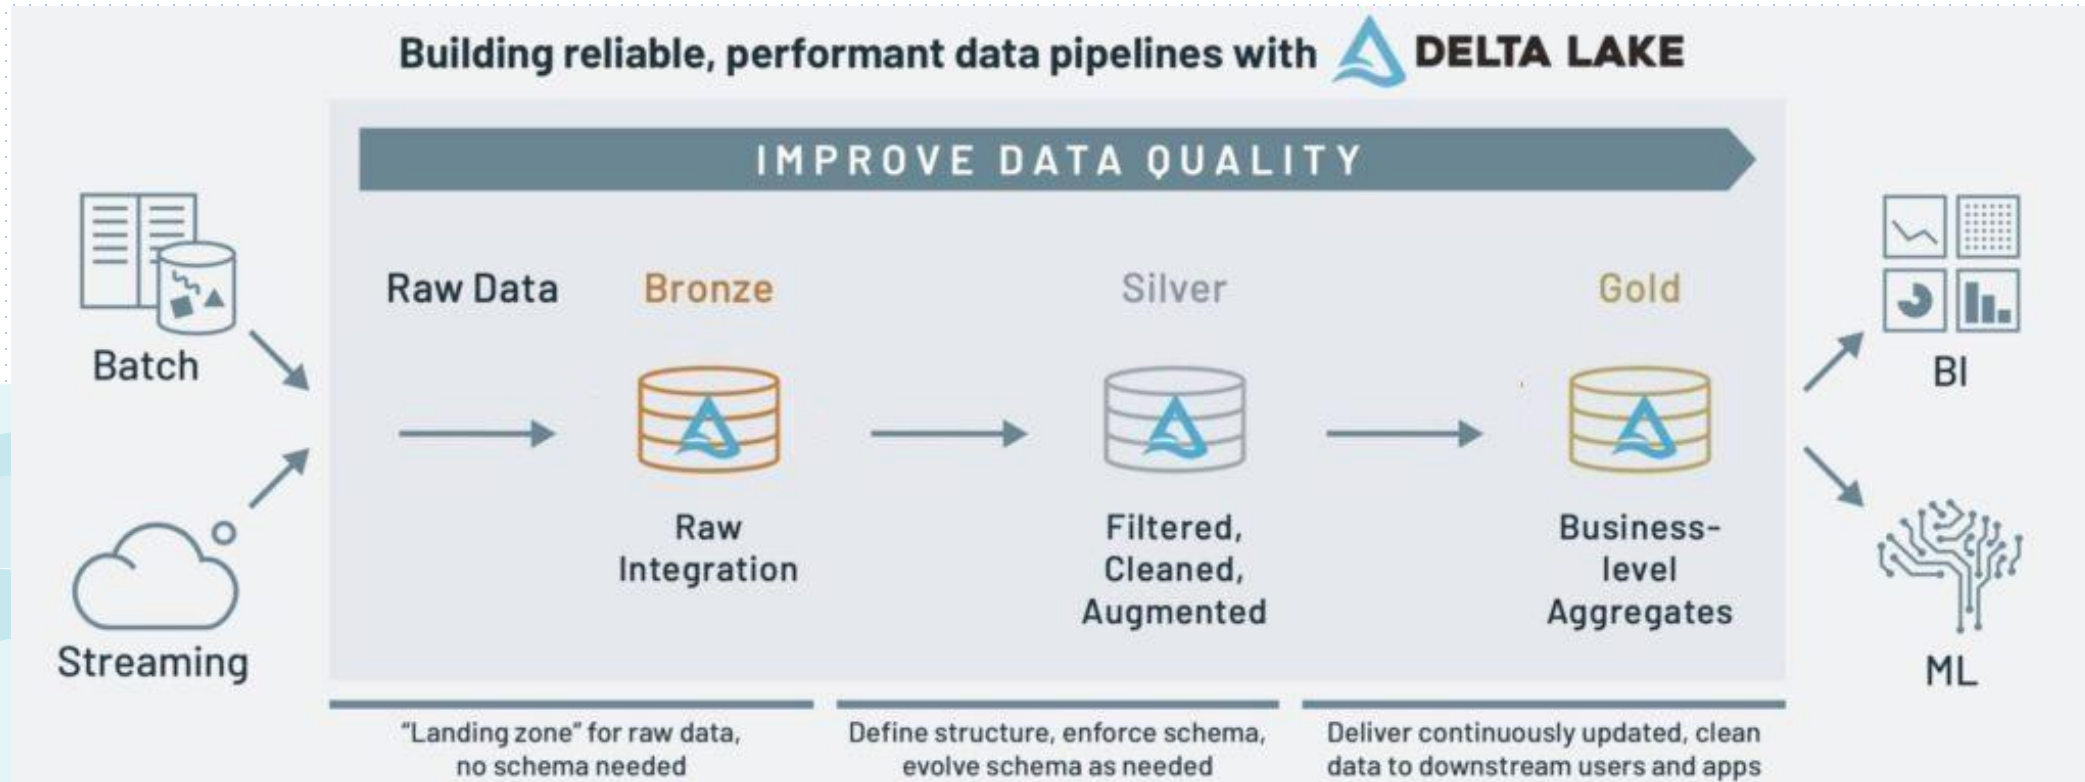 Building reliable, performant data pipelines with DELTA LAKE
IMPROVE DATA QUALITY
Batch
Streaming
Raw Data
Bronze
Raw
Integration
Silver
Filtered,
Cleaned,
Augmented
Gold
Business-
level
Aggregates
BI
ML
“Landing zone” for raw data,
no schema needed
Define structure, enforce schema,
evolve schema as needed
Deliver continuously updated, clean
data to downstream users and apps